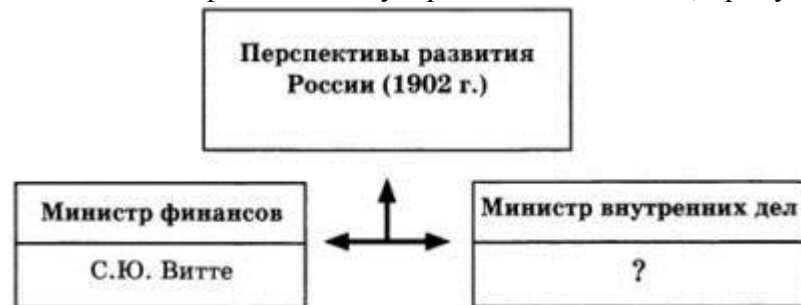 Перспективы развития
России (1902 г.)
Министр финансов
С.Ю. Витте
Министр внутренних дел
?